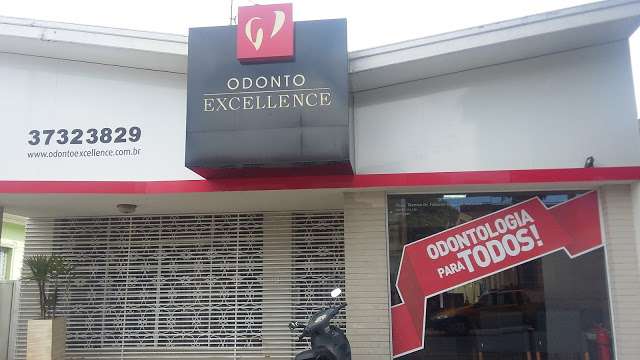 ODONTO
EXCELLENCE
37323829
www.odontoexcellence.com.br
ODONTOLOGIA
PARA TODOS!